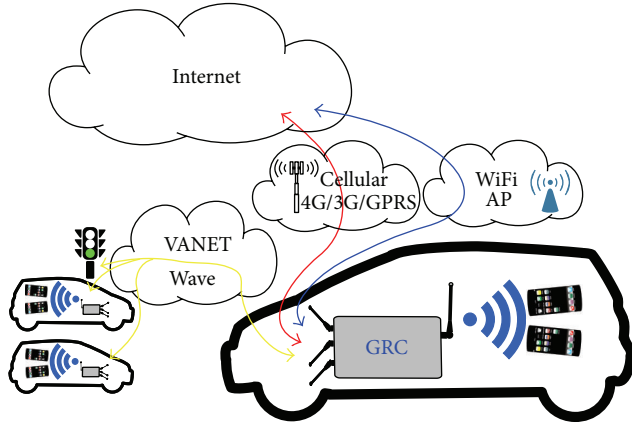 Internet
Cellular
4G/3G/GPRS
WiFi
AP
VANET
Wave
GRC